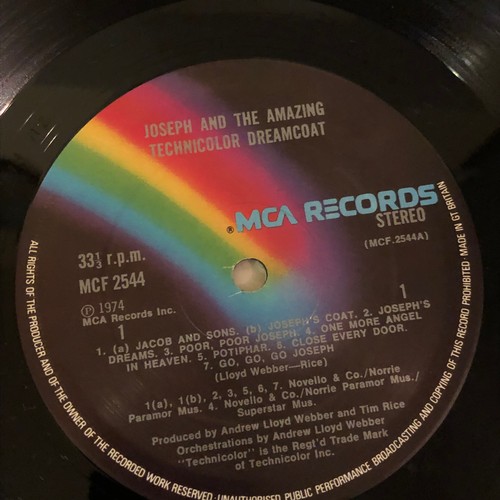 JOSEPH AND THE AMAZING
TECHNICOLOR DREAMCOAT
® MCA RECORDS
STEREO
(MCF.2544A)
33⅓ r.p.m.
MCF 2544
Ⓟ 1974
MCA Records Inc.
1
1
1. (a) JACOB AND SONS. (b) JOSEPH'S COAT. 2. JOSEPH'S
DREAMS. 3. POOR, POOR JOSEPH. 4. ONE MORE ANGEL
IN HEAVEN. 5. POTIPHAR. 6. CLOSE EVERY DOOR.
7. GO, GO, GO JOSEPH
(Lloyd Webber—Rice)
1(a), 1(b), 2, 3, 5, 6, 7. Novello & Co./Norrie
Paramor Mus. 4. Novello & Co./Norrie Paramor Mus./
Superstar Mus.
Produced by Andrew Lloyd Webber and Tim Rice
Orchestrations by Andrew Lloyd Webber
"Technicolor" is the Regt'd Trade Mark
of Technicolor Inc.
ALL RIGHTS OF THE PRODUCER AND OF THE OWNER OF THE RECORDED WORK RESERVED. UNAUTHORISED PUBLIC PERFORMANCE BROADCASTING AND COPYING OF THIS RECORD PROHIBITED · MADE IN GT BRITAIN